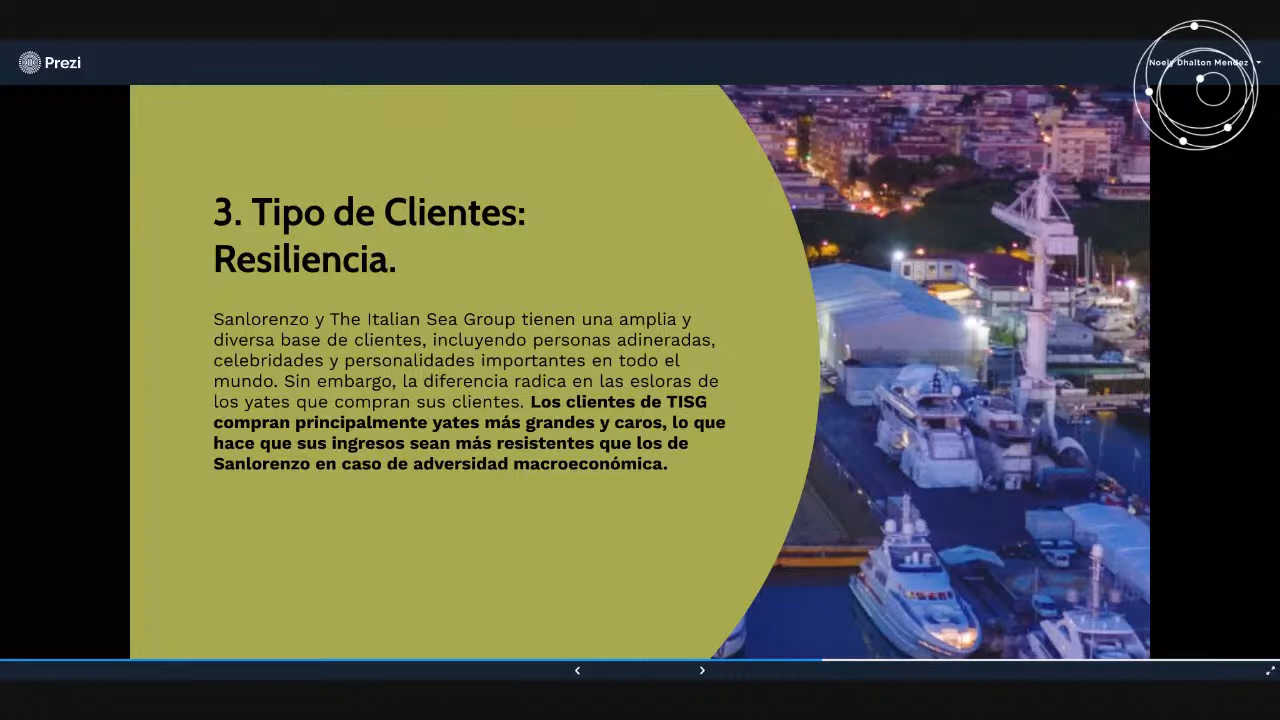 Prezi
Noely Dhalton Mendez
3. Tipo de Clientes:
Resiliencia.
Sanlorenzo y The Italian Sea Group tienen una amplia y
diversa base de clientes, incluyendo personas adineradas,
celebridades y personalidades importantes en todo el
mundo. Sin embargo, la diferencia radica en las esloras de
los yates que compran sus clientes. Los clientes de TISG
compran principalmente yates más grandes y caros, lo que
hace que sus ingresos sean más resistentes que los de
Sanlorenzo en caso de adversidad macroeconómica.